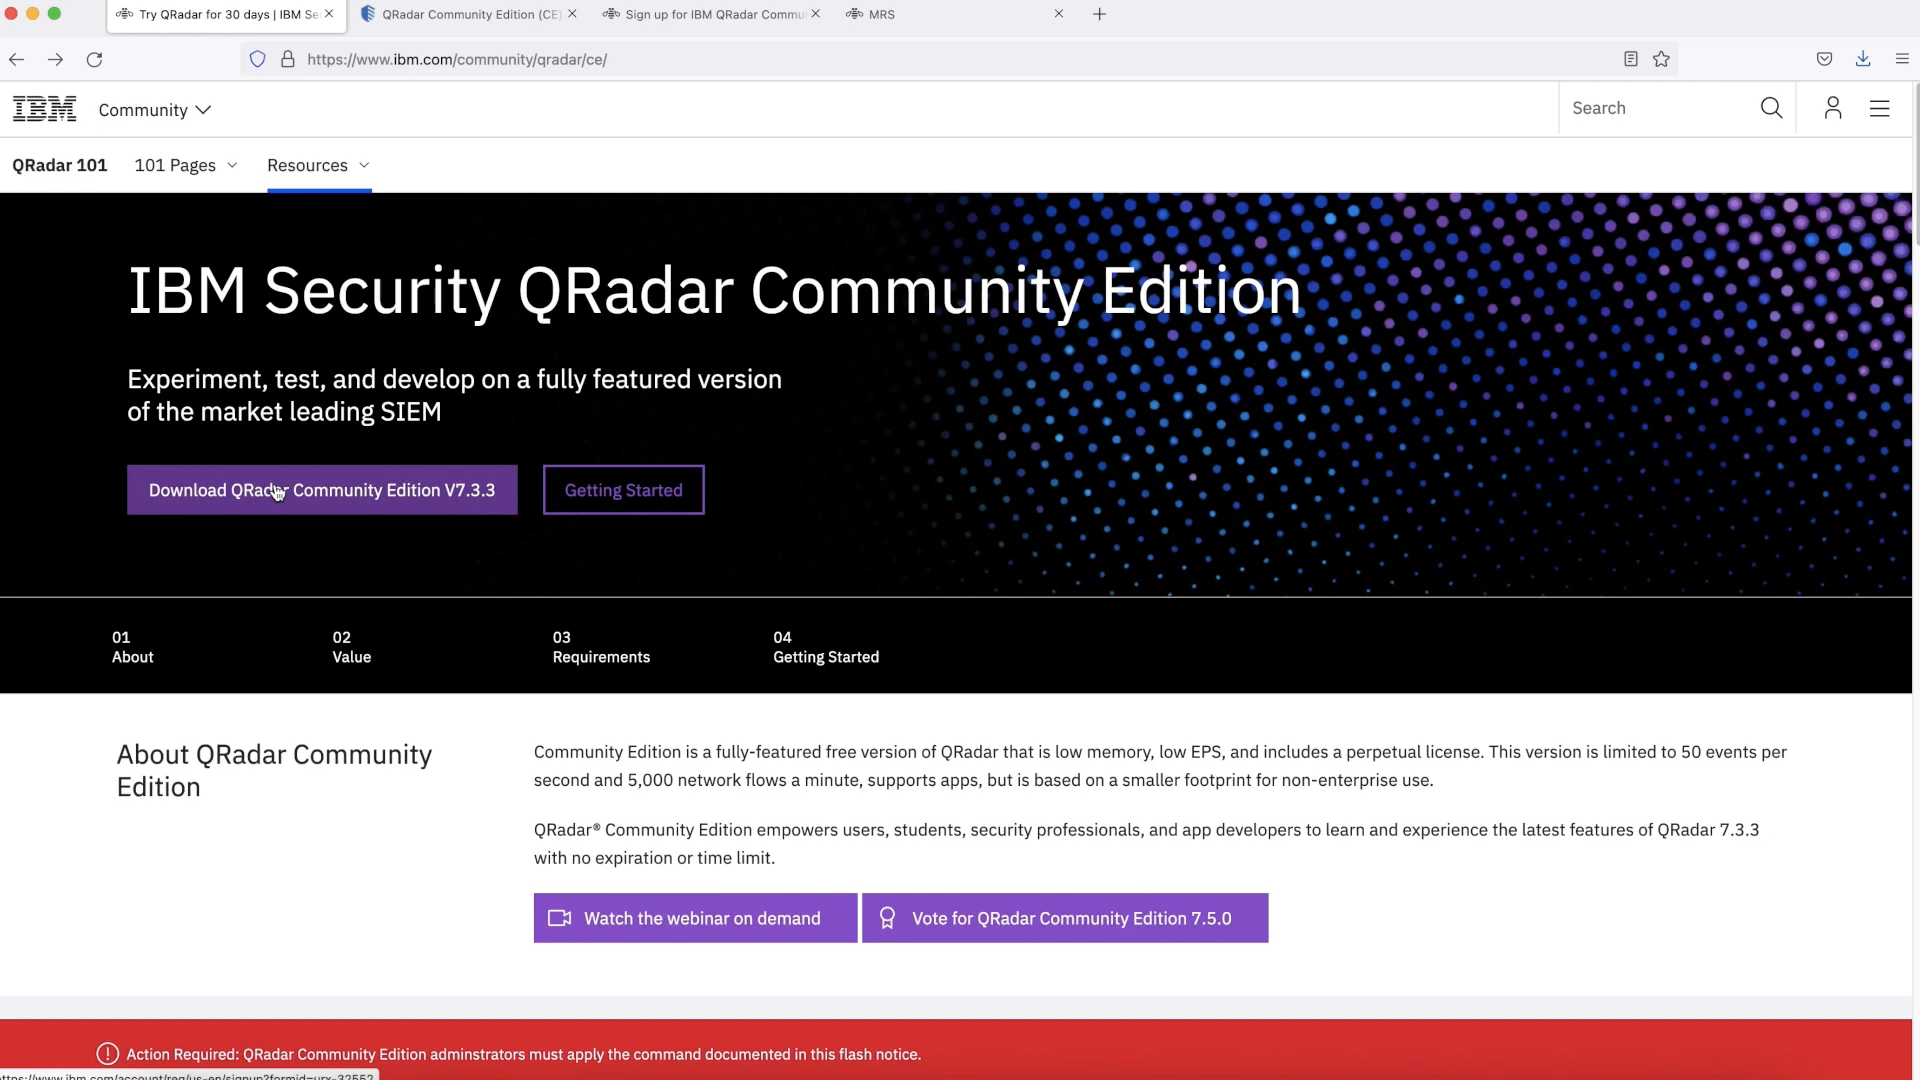 Try QRadar for 30 days | IBM Se
QRadar Community Edition (CE)
Sign up for IBM QRadar Commu
MRS
https://www.ibm.com/community/qradar/ce/
IBM
Community
Search
QRadar 101
101 Pages
Resources
IBM Security QRadar Community Edition
Experiment, test, and develop on a fully featured version
of the market leading SIEM
Download QRadar Community Edition V7.3.3
Getting Started
01
About
02
Value
03
Requirements
04
Getting Started
About QRadar Community
Edition
Community Edition is a fully-featured free version of QRadar that is low memory, low EPS, and includes a perpetual license. This version is limited to 50 events per
second and 5,000 network flows a minute, supports apps, but is based on a smaller footprint for non-enterprise use.
QRadar® Community Edition empowers users, students, security professionals, and app developers to learn and experience the latest features of QRadar 7.3.3
with no expiration or time limit.
Watch the webinar on demand
Vote for QRadar Community Edition 7.5.0
Action Required: QRadar Community Edition adminstrators must apply the command documented in this flash notice.